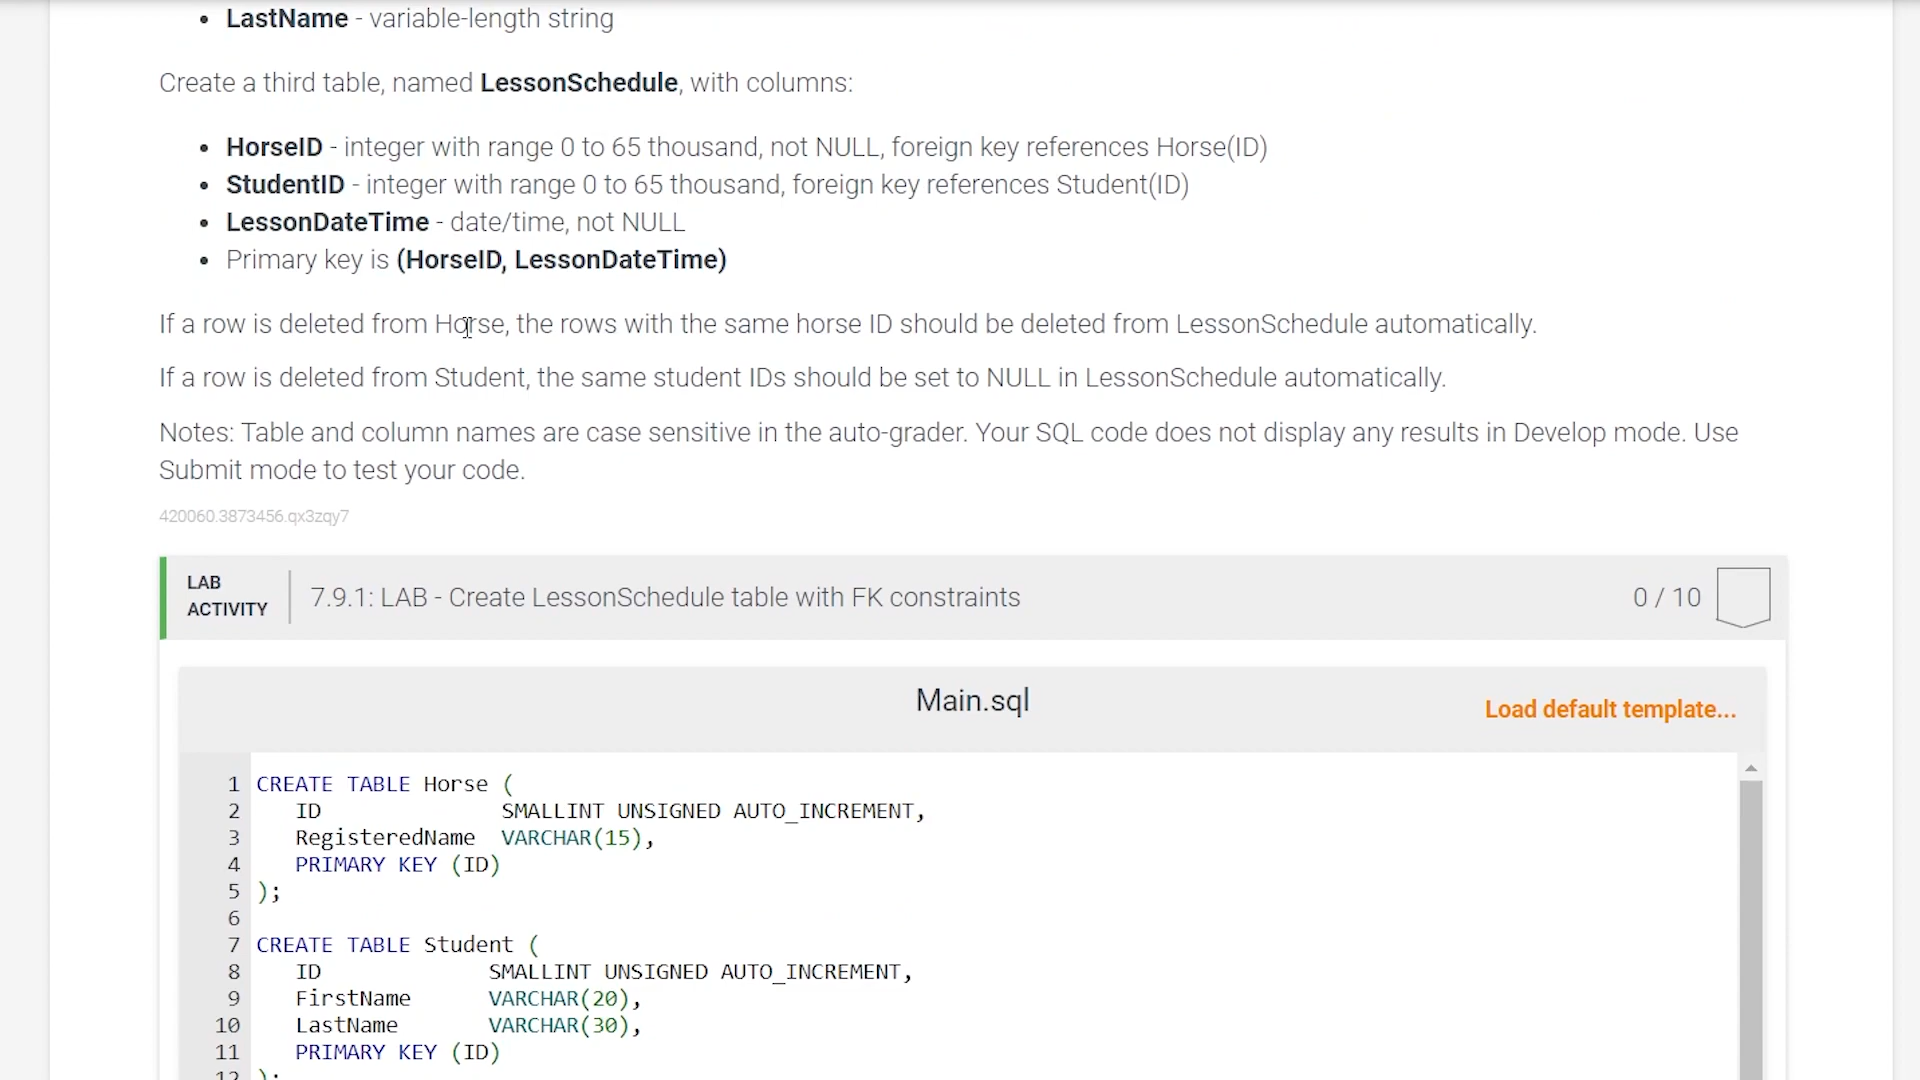 • LastName - variable-length string
Create a third table, named LessonSchedule, with columns:
• HorseID - integer with range 0 to 65 thousand, not NULL, foreign key references Horse(ID)
• StudentID - integer with range 0 to 65 thousand, foreign key references Student(ID)
• LessonDateTime - date/time, not NULL
• Primary key is (HorseID, LessonDateTime)
If a row is deleted from Horse, the rows with the same horse ID should be deleted from LessonSchedule automatically.
If a row is deleted from Student, the same student IDs should be set to NULL in LessonSchedule automatically.
Notes: Table and column names are case sensitive in the auto-grader. Your SQL code does not display any results in Develop mode. Use
Submit mode to test your code.
420060.3873456.qx3zqy7
LAB
ACTIVITY
7.9.1: LAB - Create LessonSchedule table with FK constraints
0 / 10
Main.sql
Load default template...
1 CREATE TABLE Horse (
2 ID SMALLINT UNSIGNED AUTO_INCREMENT,
3 RegisteredName VARCHAR(15),
4 PRIMARY KEY (ID)
5 );
6
7 CREATE TABLE Student (
8 ID SMALLINT UNSIGNED AUTO_INCREMENT,
9 FirstName VARCHAR(20),
10 LastName VARCHAR(30),
11 PRIMARY KEY (ID)
12 );